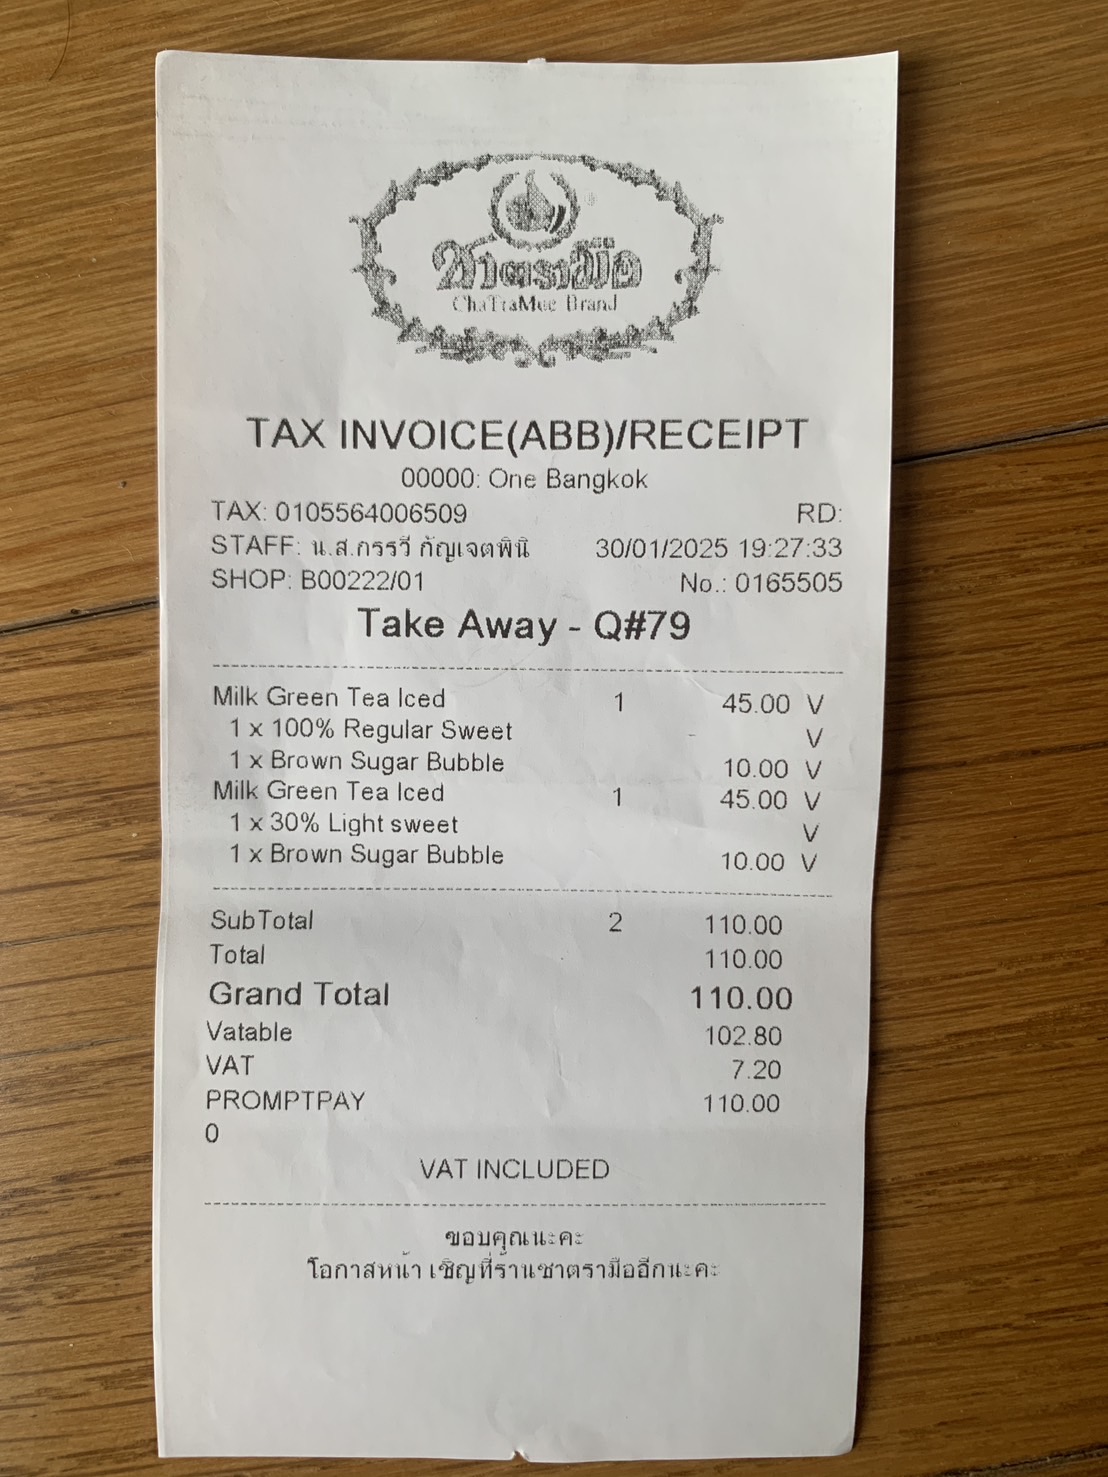 ชาตรามือ
ChaTraMue Brand
TAX INVOICE(ABB)/RECEIPT
00000: One Bangkok
TAX: 0105564006509 RD:
STAFF: น.ส.กรรวี กัญเจตพินิ 30/01/2025 19:27:33
SHOP: B00222/01 No.: 0165505
Take Away - Q#79
Milk Green Tea Iced 1 45.00 V
1 x 100% Regular Sweet - V
1 x Brown Sugar Bubble 10.00 V
Milk Green Tea Iced 1 45.00 V
1 x 30% Light sweet V
1 x Brown Sugar Bubble 10.00 V
SubTotal 2 110.00
Total 110.00
Grand Total 110.00
Vatable 102.80
VAT 7.20
PROMPTPAY 110.00
0
VAT INCLUDED
ขอบคุณนะคะ
โอกาสหน้า เชิญที่ร้านชาตรามืออีกนะคะ